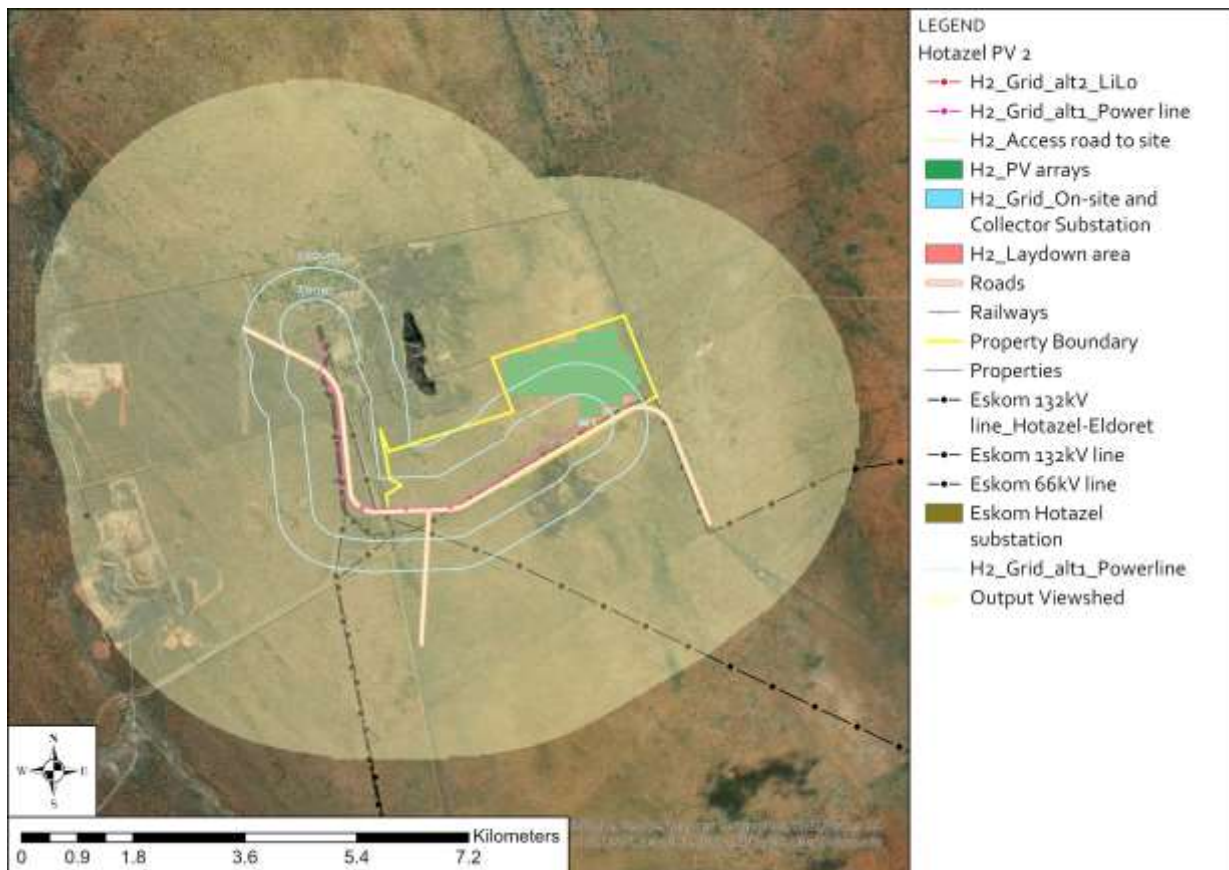 LEGEND
Hotazel PV 2
H2_Grid_alt2_LiLo
H2_Grid_alt1_Power line
H2_Access road to site
H2_PV arrays
H2_Grid_On-site and
Collector Substation
H2_Laydown area
Roads
Railways
Property Boundary
Properties
Eskom 132kV
line_Hotazel-Eldoret
Eskom 132kV line
Eskom 66kV line
Eskom Hotazel
substation
H2_Grid_alt1_Powerline
Output Viewshed
N
W E
S
Kilometers
0 0.9 1.8 3.6 5.4 7.2